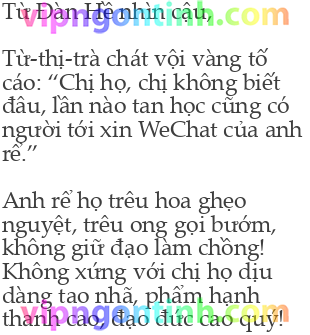 Từ Đàn Hề nhìn cậu,
vipngontinh.com
Từ-thị-trà chát vội vàng tố
cáo: “Chị họ, chị không biết
đâu, lần nào tan học cũng có
người tới xin WeChat của anh
rể.”
Anh rể họ trêu hoa ghẹo
nguyệt, trêu ong gọi bướm,
không giữ đạo làm chồng!
Không xứng với chị họ dịu
dàng tao nhã, phẩm hạnh
thanh cao, đạo đức cao quý!
vipngontinh.com